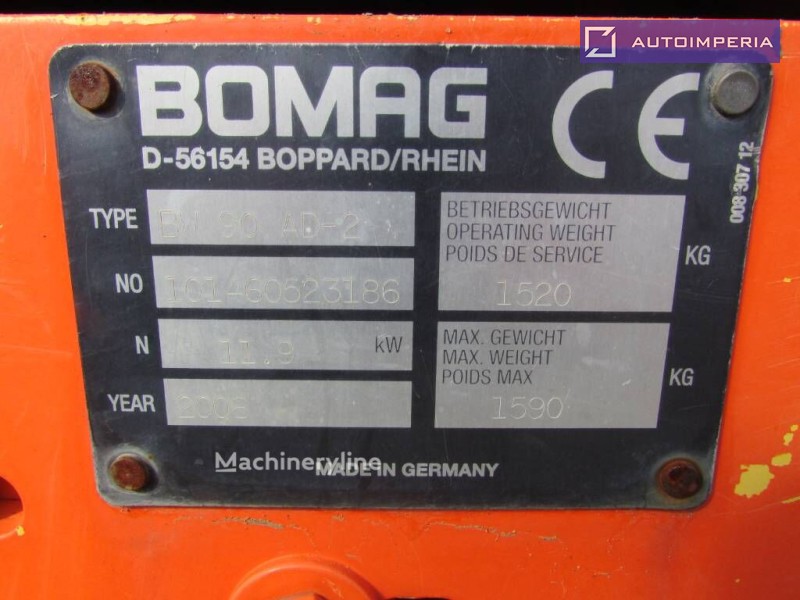 AUTOIMPERIA
BOMAG
CE
D-56154 BOPPARD/RHEIN
008 307 12
TYPE BW 90 AD-2
NO 101460523186
N 11.9 kW
YEAR
BETRIEBSGEWICHT
OPERATING WEIGHT
POIDS DE SERVICE
1520 KG
MAX. GEWICHT
MAX. WEIGHT
POIDS MAX
1590 KG
Machineryline
MADE IN GERMANY